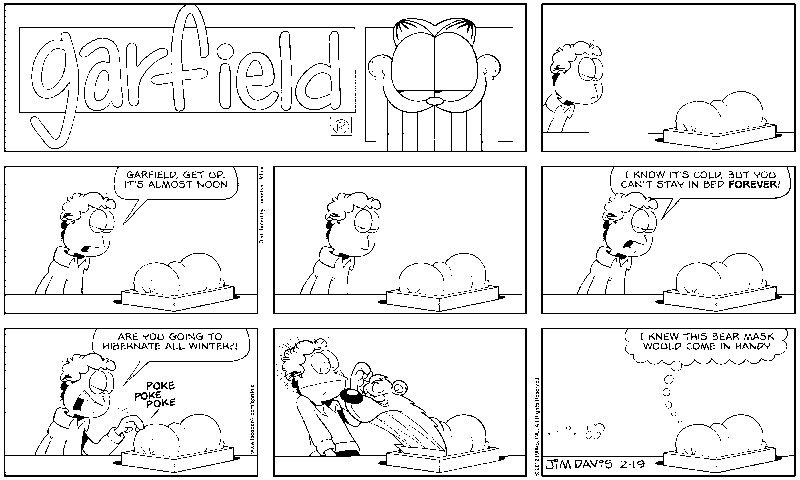 garfield
GARFIELD, GET UP.
IT'S ALMOST NOON
I KNOW IT'S COLD, BUT YOU
CAN'T STAY IN BED FOREVER!
ARE YOU GOING TO
HIBERNATE ALL WINTER?!
POKE
POKE
POKE
I KNEW THIS BEAR MASK
WOULD COME IN HANDY
JIM DAVIS 2-19